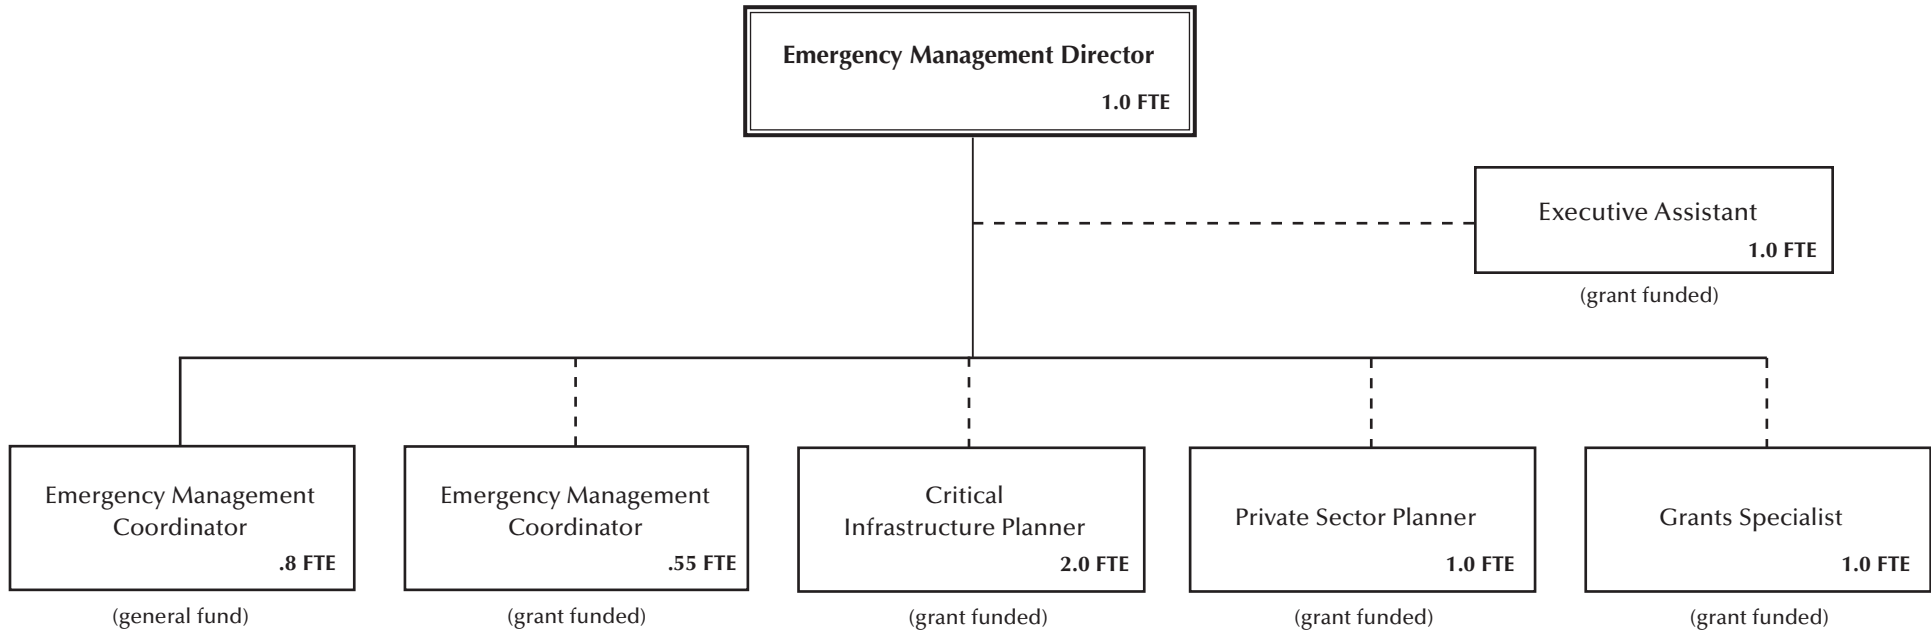 Emergency Management Director
1.0 FTE
Executive Assistant
1.0 FTE
(grant funded)
Emergency Management
Coordinator
.8 FTE
(general fund)
Emergency Management
Coordinator
.55 FTE
(grant funded)
Critical
Infrastructure Planner
2.0 FTE
(grant funded)
Private Sector Planner
1.0 FTE
(grant funded)
Grants Specialist
1.0 FTE
(grant funded)